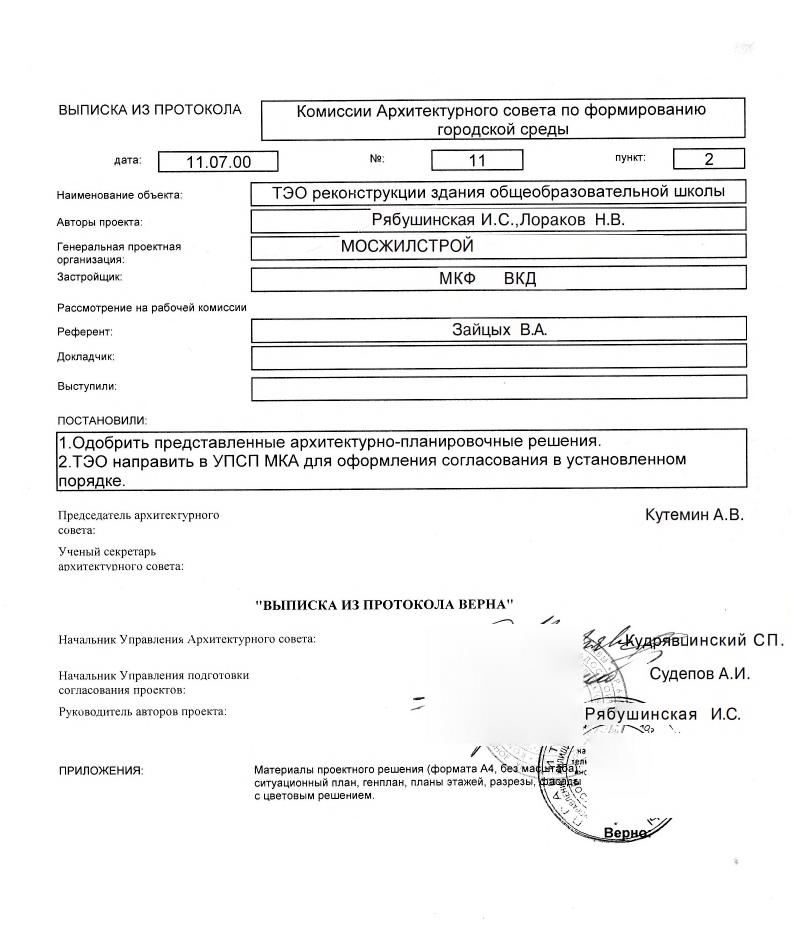 ВЫПИСКА ИЗ ПРОТОКОЛА
Комиссии Архитектурного совета по формированию
городской среды
дата: 11.07.00 №: 11 пункт: 2
Наименование объекта: ТЭО реконструкции здания общеобразовательной школы
Авторы проекта: Рябушинская И.С.,Лораков Н.В.
Генеральная проектная
организация: МОСЖИЛСТРОЙ
Застройщик: МКФ ВКД
Рассмотрение на рабочей комиссии
Референт: Зайцых В.А.
Докладчик:
Выступили:
ПОСТАНОВИЛИ:
1.Одобрить представленные архитектурно-планировочные решения.
2.ТЭО направить в УПСП МКА для оформления согласования в установленном
порядке.
Председатель архитектурного
совета: Кутемин А.В.
Ученый секретарь
архитектурного совета:
"ВЫПИСКА ИЗ ПРОТОКОЛА ВЕРНА"
Начальник Управления Архитектурного совета: Кудрявшинский СП.
Начальник Управления подготовки
согласования проектов: Судепов А.И.
Руководитель авторов проекта: Рябушинская И.С.
ПРИЛОЖЕНИЯ: Материалы проектного решения (формата А4, без масштаба):
ситуационный план, генплан, планы этажей, разрезы, фасады
с цветовым решением.
Верно: